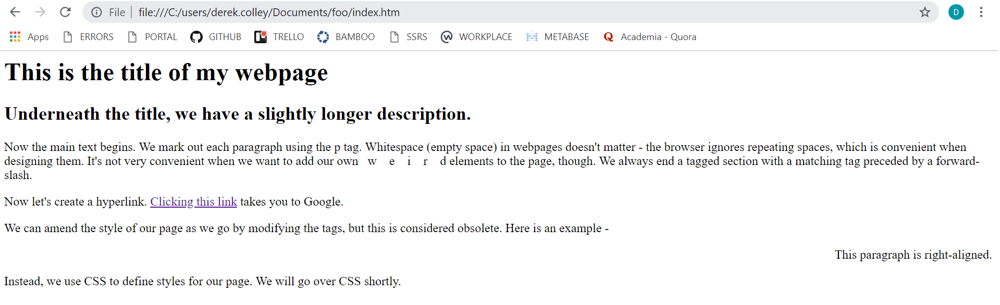 File | file:///C:/users/derek.colley/Documents/foo/index.htm D
Apps ERRORS PORTAL GITHUB TRELLO BAMBOO SSRS WORKPLACE METABASE Academia - Quora
This is the title of my webpage
Underneath the title, we have a slightly longer description.
Now the main text begins. We mark out each paragraph using the p tag. Whitespace (empty space) in webpages doesn't matter - the browser ignores repeating spaces, which is convenient when
designing them. It's not very convenient when we want to add our own   w   e   i   r   d elements to the page, though. We always end a tagged section with a matching tag preceded by a forward-
slash.
Now let's create a hyperlink. Clicking this link takes you to Google.
We can amend the style of our page as we go by modifying the tags, but this is considered obsolete. Here is an example -
This paragraph is right-aligned.
Instead, we use CSS to define styles for our page. We will go over CSS shortly.